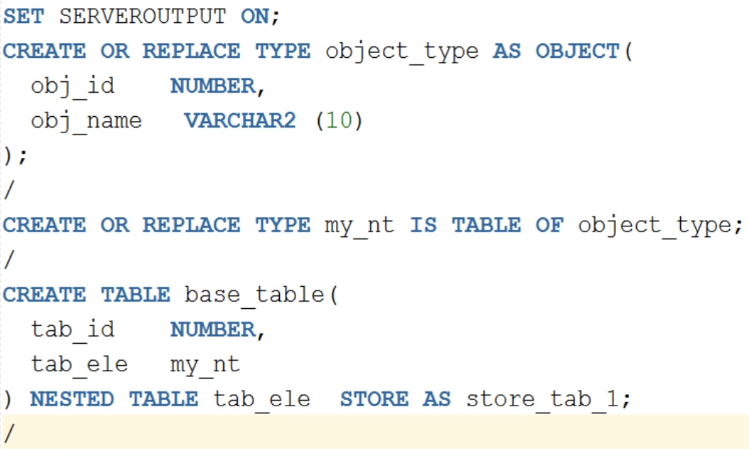 SET SERVEROUTPUT ON;
CREATE OR REPLACE TYPE object_type AS OBJECT(
  obj_id    NUMBER,
  obj_name   VARCHAR2 (10)
);
/
CREATE OR REPLACE TYPE my_nt IS TABLE OF object_type;
/
CREATE TABLE base_table(
  tab_id    NUMBER,
  tab_ele   my_nt
) NESTED TABLE tab_ele  STORE AS store_tab_1;
/